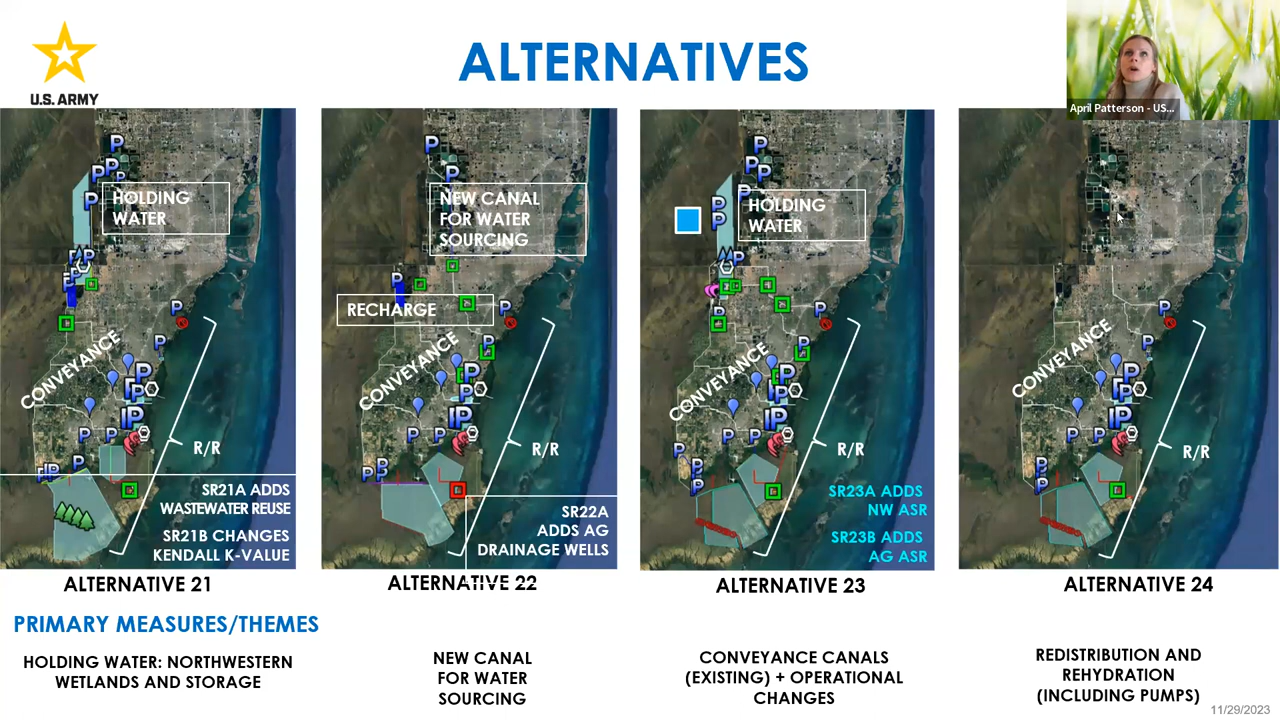 U.S. ARMY
ALTERNATIVES
April Patterson - US...
HOLDING
WATER
CONVEYANCE
R/R
SR21A ADDS
WASTEWATER REUSE
SR21B CHANGES
KENDALL K-VALUE
NEW CANAL
FOR WATER
SOURCING
RECHARGE
CONVEYANCE
R/R
SR22A
ADDS AG
DRAINAGE WELLS
HOLDING
WATER
CONVEYANCE
R/R
SR23A ADDS
NW ASR
SR23B ADDS
AG ASR
CONVEYANCE
R/R
ALTERNATIVE 21
ALTERNATIVE 22
ALTERNATIVE 23
ALTERNATIVE 24
PRIMARY MEASURES/THEMES
HOLDING WATER: NORTHWESTERN
WETLANDS AND STORAGE
NEW CANAL
FOR WATER
SOURCING
CONVEYANCE CANALS
(EXISTING) + OPERATIONAL
CHANGES
REDISTRIBUTION AND
REHYDRATION
(INCLUDING PUMPS)
11/29/2023